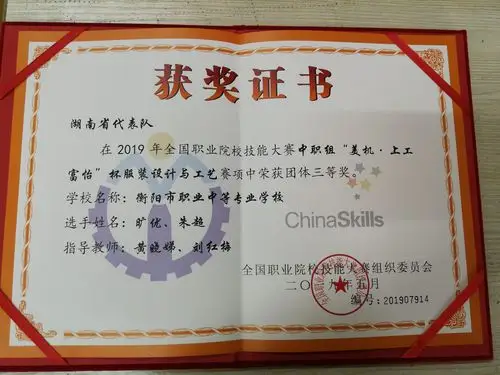 获奖证书
湖南省代表队
在2019年全国职业院校技能大赛中职组“美机·上工
富怡”杯服装设计与工艺赛项中荣获团体三等奖。
学校名称：衡阳市职业中等专业学校
选手姓名：旷优、朱超
指导教师：黄晓娣、刘红梅
ChinaSkills
全国职业院校技能大赛组织委员会
二〇一九年五月
编号：201907914